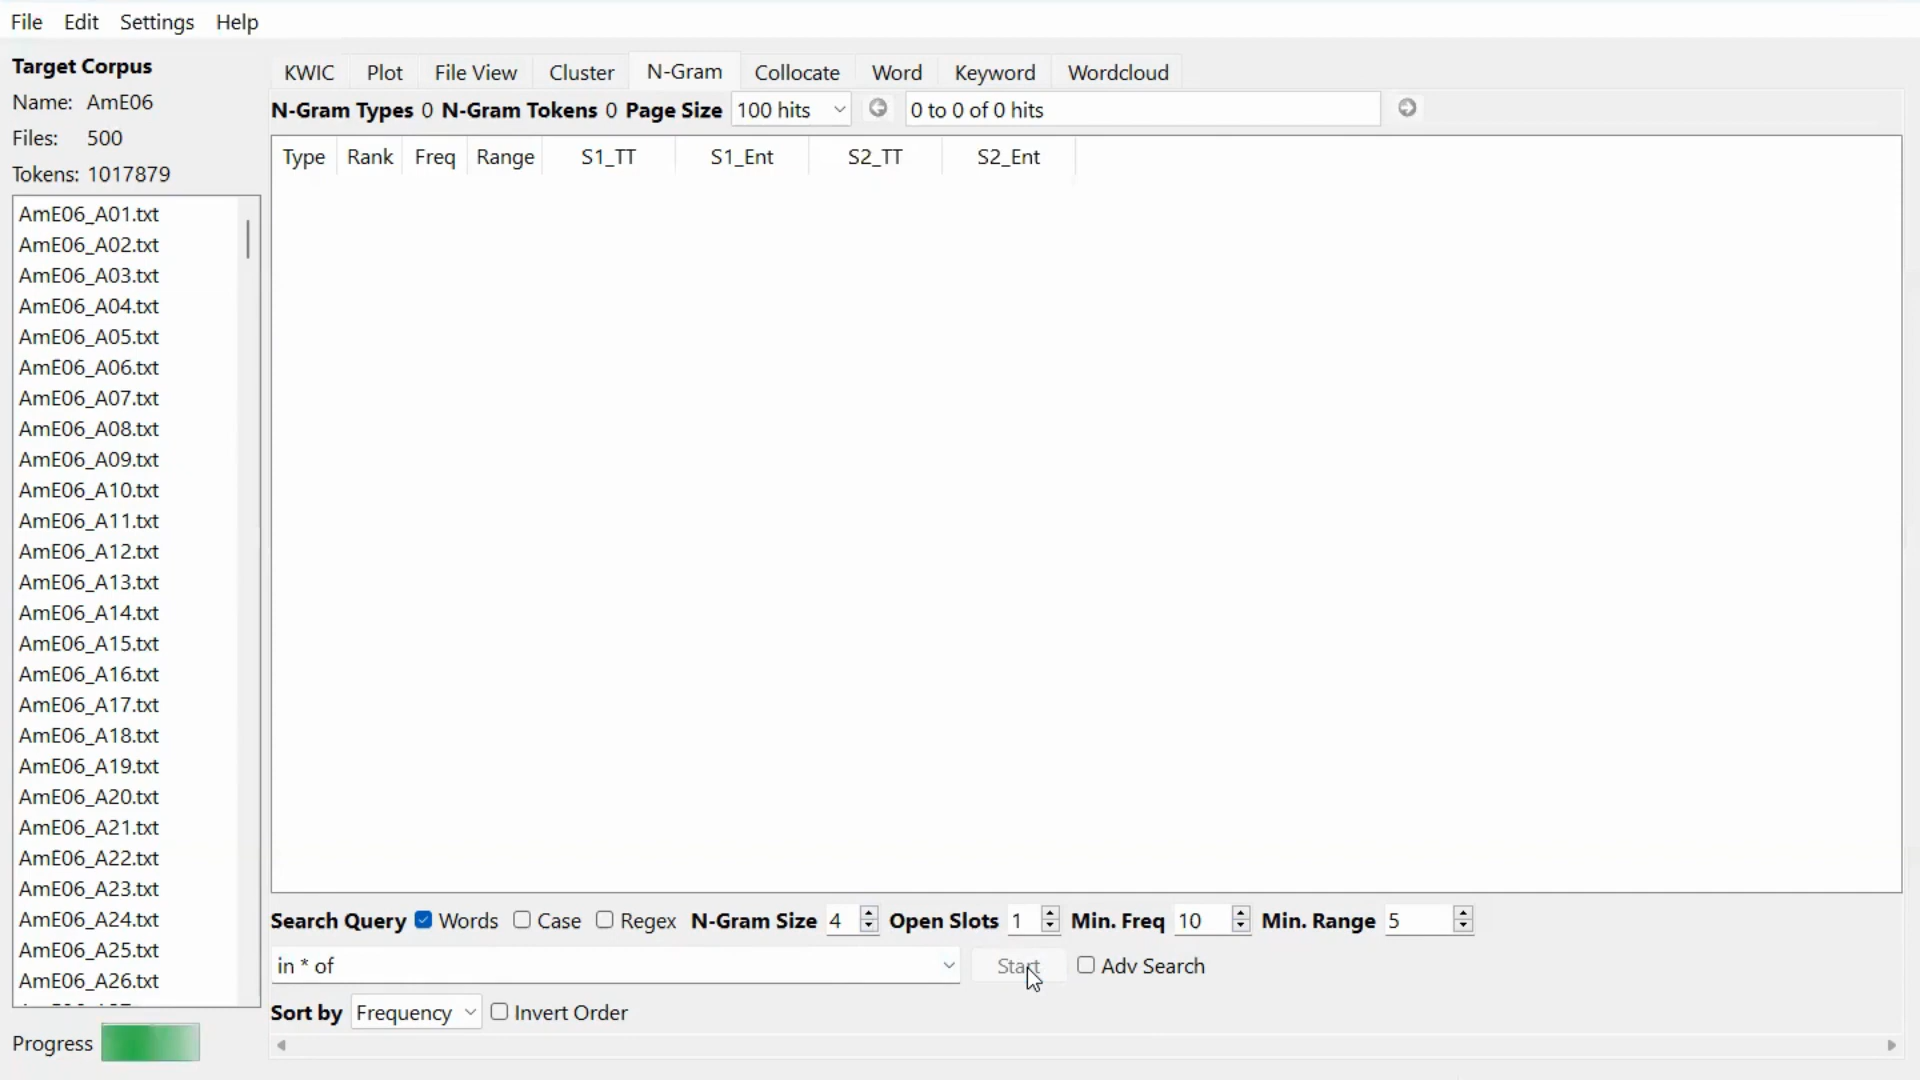 File Edit Settings Help
Target Corpus
Name: AmE06
Files: 500
Tokens: 1017879
AmE06_A01.txt
AmE06_A02.txt
AmE06_A03.txt
AmE06_A04.txt
AmE06_A05.txt
AmE06_A06.txt
AmE06_A07.txt
AmE06_A08.txt
AmE06_A09.txt
AmE06_A10.txt
AmE06_A11.txt
AmE06_A12.txt
AmE06_A13.txt
AmE06_A14.txt
AmE06_A15.txt
AmE06_A16.txt
AmE06_A17.txt
AmE06_A18.txt
AmE06_A19.txt
AmE06_A20.txt
AmE06_A21.txt
AmE06_A22.txt
AmE06_A23.txt
AmE06_A24.txt
AmE06_A25.txt
AmE06_A26.txt
Progress
KWIC Plot File View Cluster N-Gram Collocate Word Keyword Wordcloud
N-Gram Types 0 N-Gram Tokens 0 Page Size 100 hits 0 to 0 of 0 hits
Type Rank Freq Range S1_TT S1_Ent S2_TT S2_Ent
Search Query Words Case Regex N-Gram Size 4 Open Slots 1 Min. Freq 10 Min. Range 5
in * of Start Adv Search
Sort by Frequency Invert Order